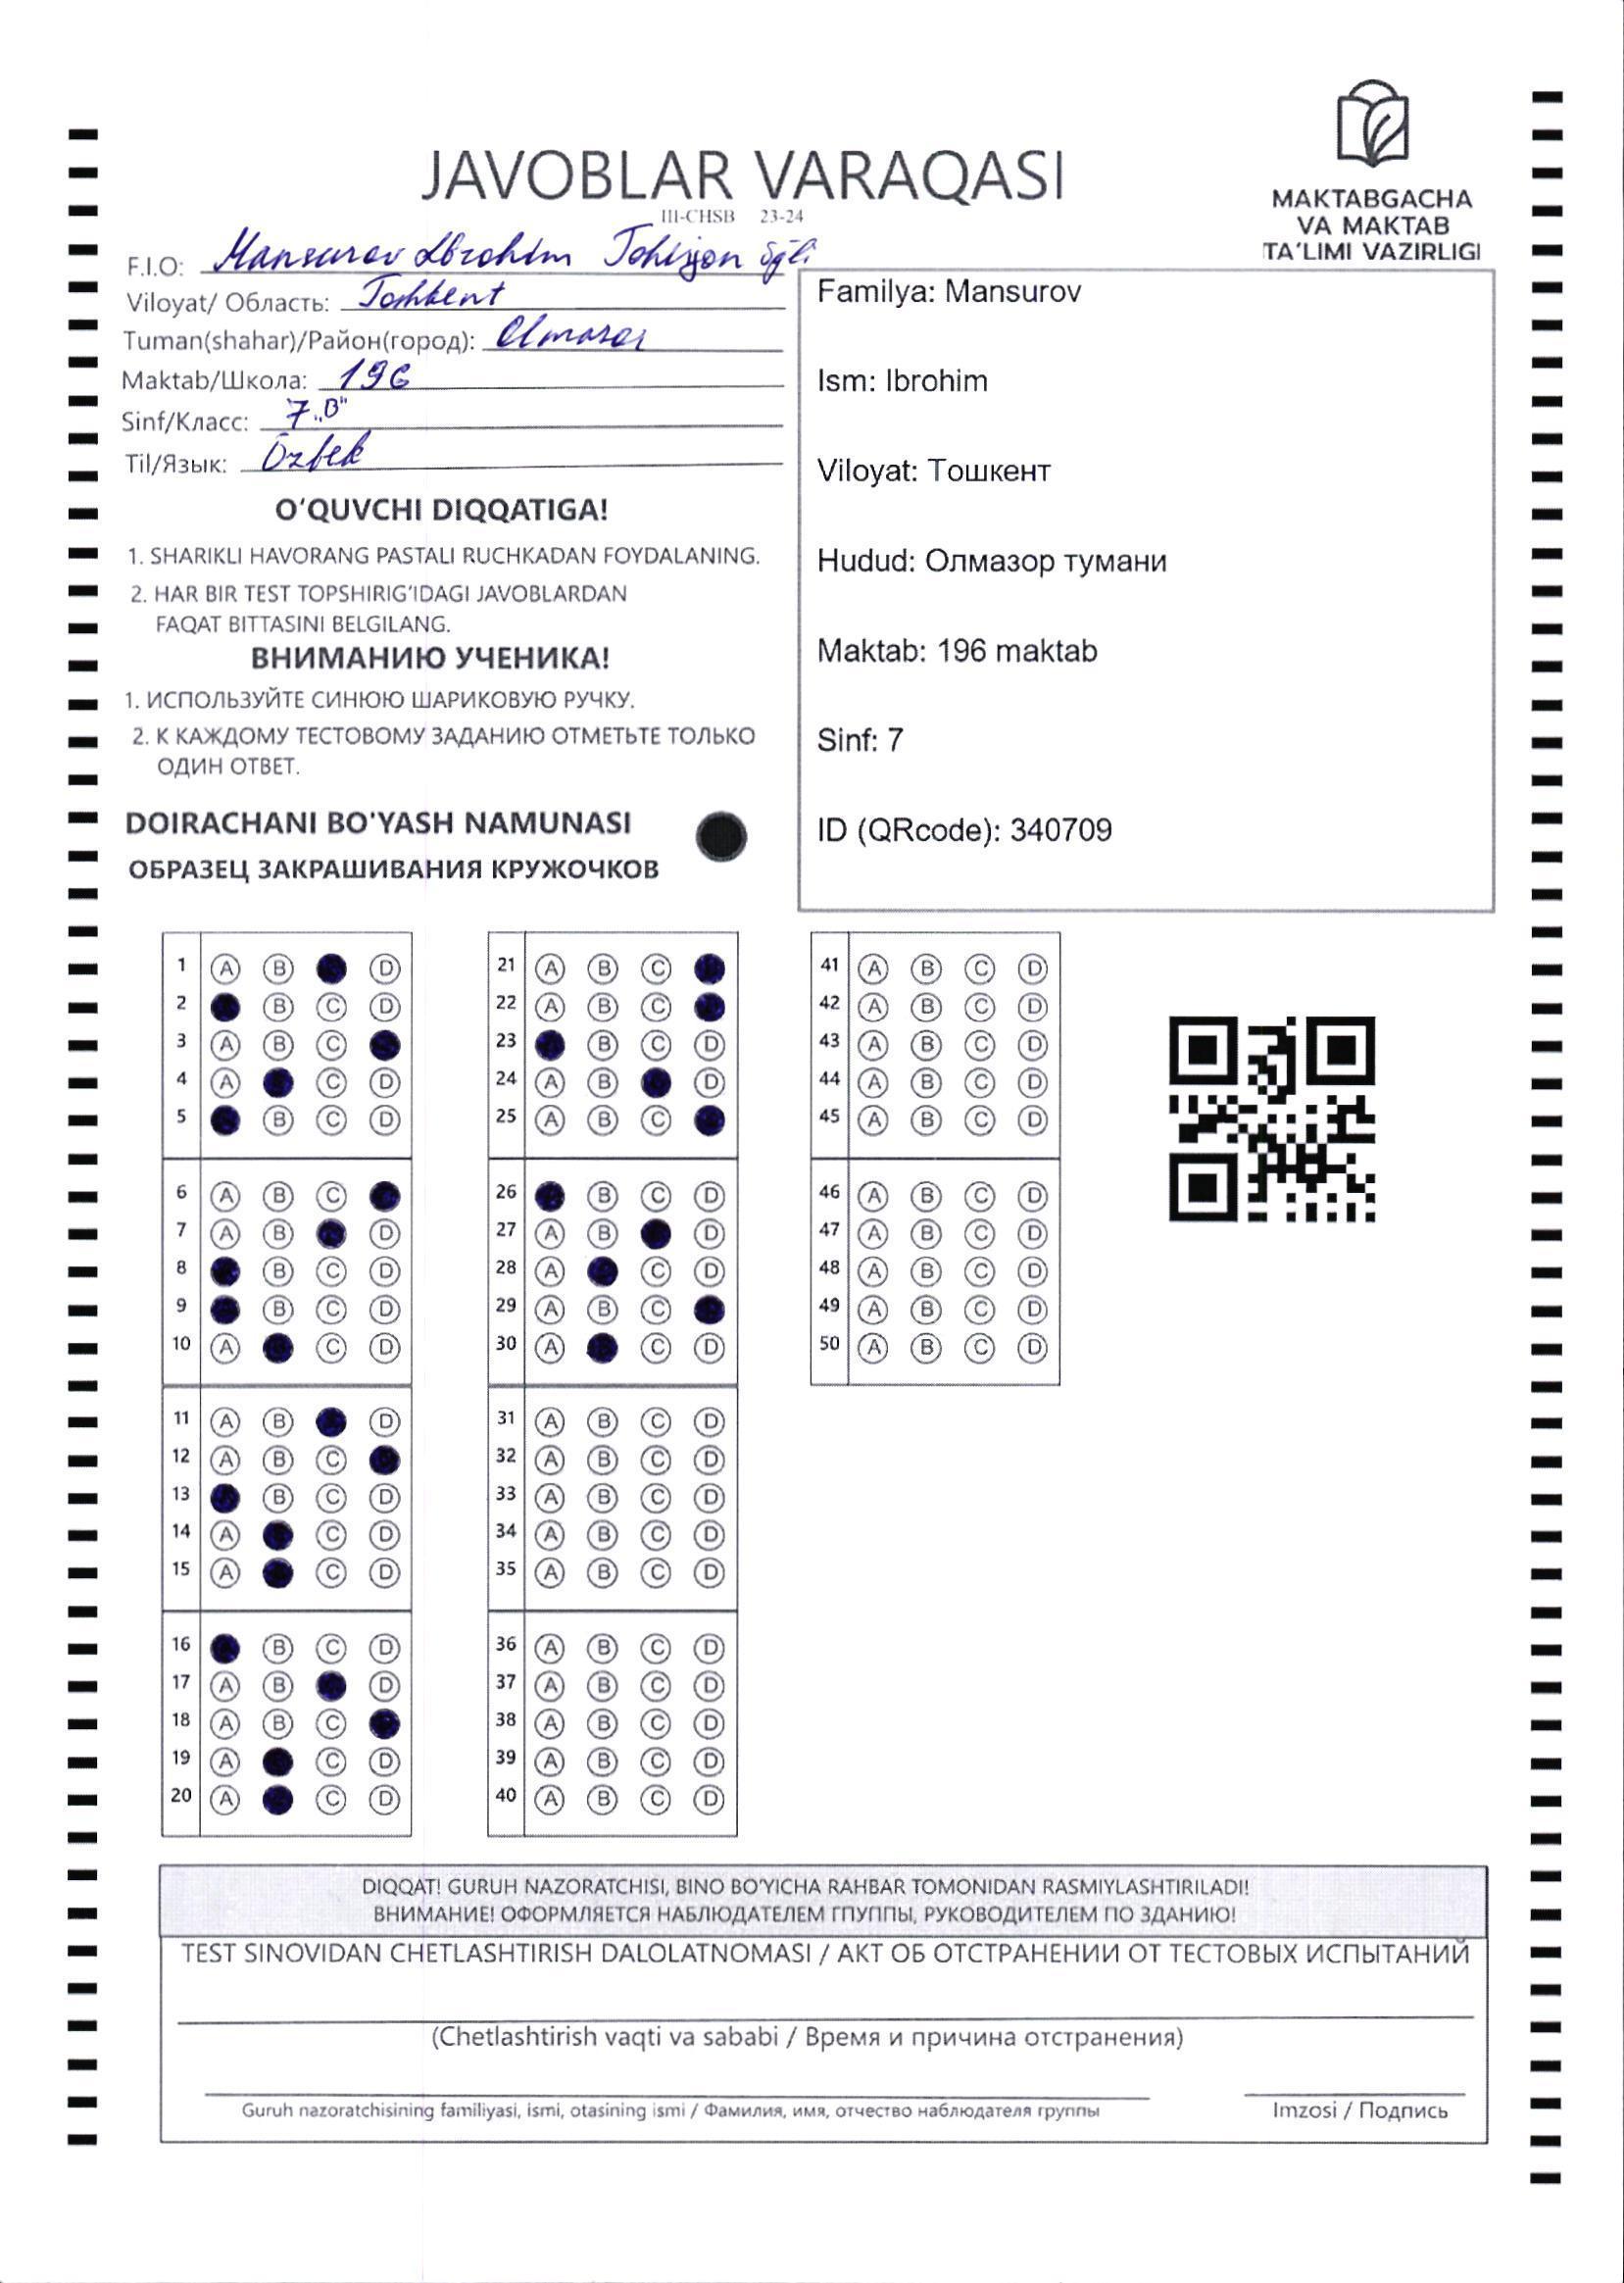 JAVOBLAR VARAQASI
III-CHSB 23-24
MAKTABGACHA
VA MAKTAB
TA'LIMI VAZIRLIGI
F.I.O: Mansurov Ibrohim Tohirjon o'g'li
Viloyat/ Область: Toshkent
Tuman(shahar)/Район(город): Olmazor
Maktab/Школа: 196
Sinf/Класс: 7„B"
Til/Язык: Ozbek
O'QUVCHI DIQQATIGA!
1. SHARIKLI HAVORANG PASTALI RUCHKADAN FOYDALANING.
2. HAR BIR TEST TOPSHIRIG'IDAGI JAVOBLARDAN
FAQAT BITTASINI BELGILANG.
ВНИМАНИЮ УЧЕНИКА!
1. ИСПОЛЬЗУЙТЕ СИНЮЮ ШАРИКОВУЮ РУЧКУ.
2. К КАЖДОМУ ТЕСТОВОМУ ЗАДАНИЮ ОТМЕТЬТЕ ТОЛЬКО
ОДИН ОТВЕТ.
DOIRACHANI BO'YASH NAMUNASI
ОБРАЗЕЦ ЗАКРАШИВАНИЯ КРУЖОЧКОВ
Familya: Mansurov
Ism: Ibrohim
Viloyat: Тошкент
Hudud: Олмазор тумани
Maktab: 196 maktab
Sinf: 7
ID (QRcode): 340709
1 A B D
2 B C D
3 A B C
4 A C D
5 B C D
6 A B C
7 A B D
8 B C D
9 B C D
10 A C D
11 A B D
12 A B C
13 B C D
14 A C D
15 A C D
16 B C D
17 A B D
18 A B C
19 A C D
20 A C D
21 A B C
22 A B C
23 B C D
24 A B D
25 A B C
26 B C D
27 A B D
28 A C D
29 A B C
30 A C D
31 A B C D
32 A B C D
33 A B C D
34 A B C D
35 A B C D
36 A B C D
37 A B C D
38 A B C D
39 A B C D
40 A B C D
41 A B C D
42 A B C D
43 A B C D
44 A B C D
45 A B C D
46 A B C D
47 A B C D
48 A B C D
49 A B C D
50 A B C D
DIQQAT! GURUH NAZORATCHISI, BINO BO'YICHA RAHBAR TOMONIDAN RASMIYLASHTIRILADI!
ВНИМАНИЕ! ОФОРМЛЯЕТСЯ НАБЛЮДАТЕЛЕМ ГПУППЫ, РУКОВОДИТЕЛЕМ ПО ЗДАНИЮ!
TEST SINOVIDAN CHETLASHTIRISH DALOLATNOMASI / АКТ ОБ ОТСТРАНЕНИИ ОТ ТЕСТОВЫХ ИСПЫТАНИЙ
(Chetlashtirish vaqti va sababi / Время и причина отстранения)
Guruh nazoratchisining familiyasi, ismi, otasining ismi / Фамилия, имя, отчество наблюдателя группы
Imzosi / Подпись